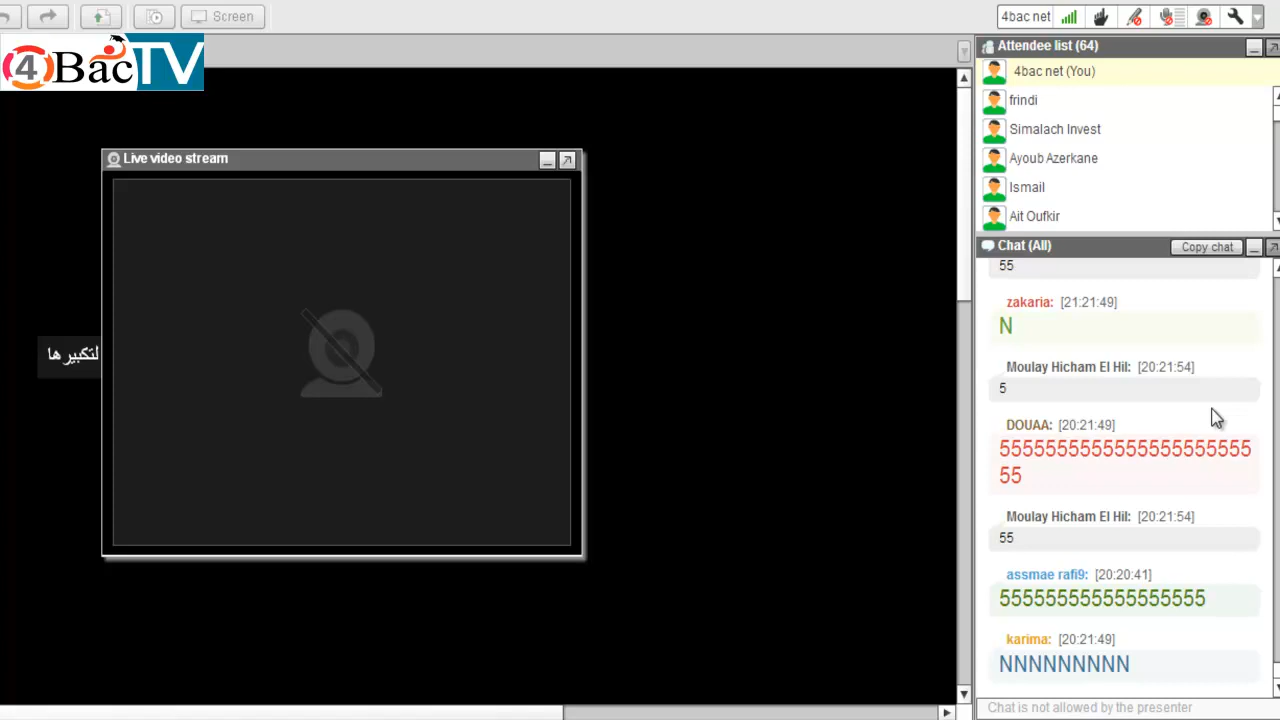 Screen
4bac net
4BacTV
لتكبيرها
Live video stream
Attendee list (64)
4bac net (You)
frindi
Simalach Invest
Ayoub Azerkane
Ismail
Ait Oufkir
Chat (All)
Copy chat
55
zakaria: [21:21:49]
N
Moulay Hicham El Hil: [20:21:54]
5
DOUAA: [20:21:49]
5555555555555555555555
55
Moulay Hicham El Hil: [20:21:54]
55
assmae rafi9: [20:20:41]
555555555555555555
karima: [20:21:49]
NNNNNNNNN
Chat is not allowed by the presenter